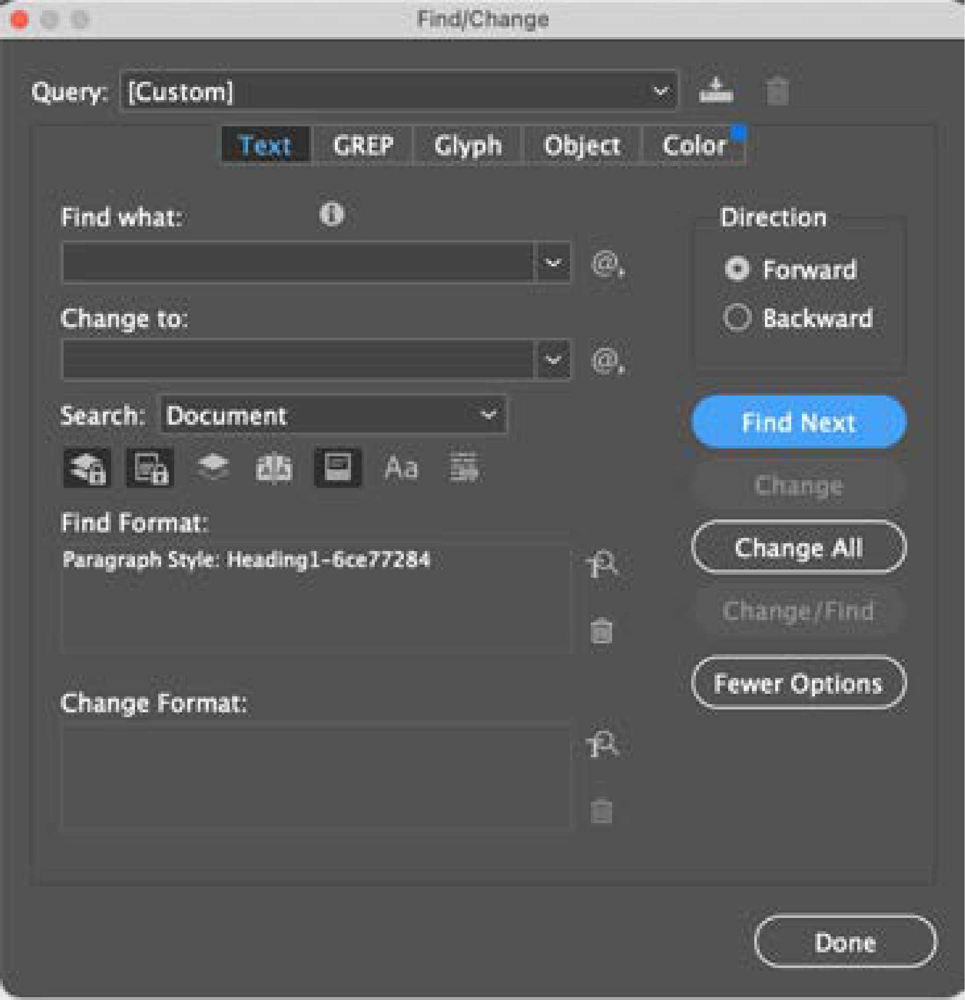 Find/Change
Query: [Custom]
Text GREP Glyph Object Color
Find what:
@
Change to:
@
Search: Document
Aa
Find Format:
Paragraph Style: Heading1-6ce77284
Change Format:
Direction
Forward
Backward
Find Next
Change
Change All
Change/Find
Fewer Options
Done